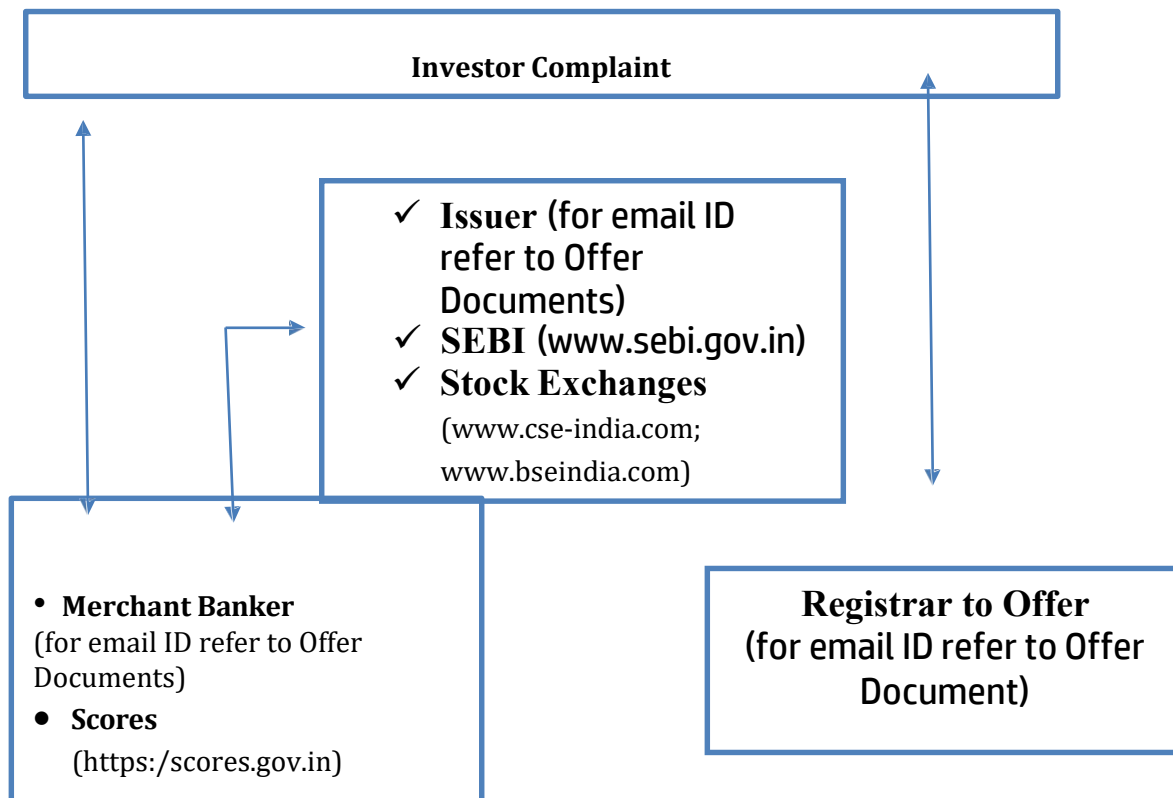 Investor Complaint
✓ Issuer (for email ID
refer to Offer
Documents)
✓ SEBI (www.sebi.gov.in)
✓ Stock Exchanges
(www.cse-india.com;
www.bseindia.com)
• Merchant Banker
(for email ID refer to Offer
Documents)
• Scores
(https:/scores.gov.in)
Registrar to Offer
(for email ID refer to Offer
Document)